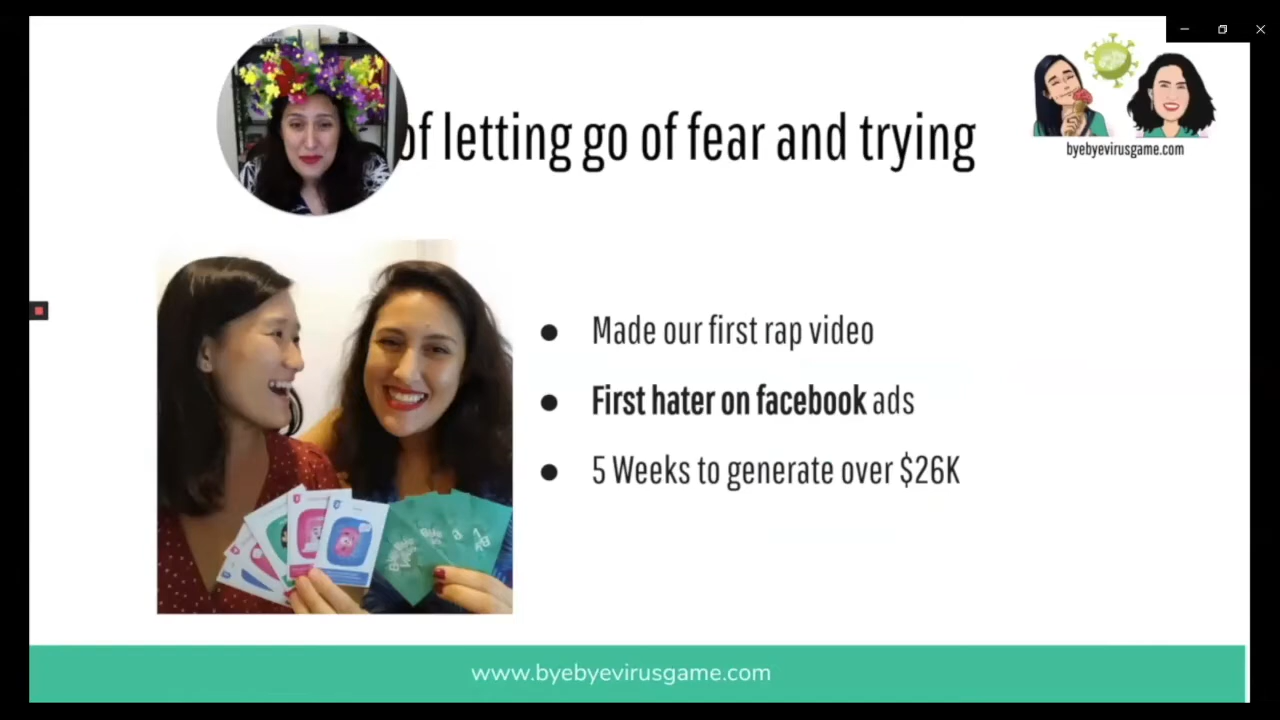 of letting go of fear and trying
byebyevirusgame.com
● Made our first rap video
● First hater on facebook ads
● 5 Weeks to generate over $26K
www.byebyevirusgame.com